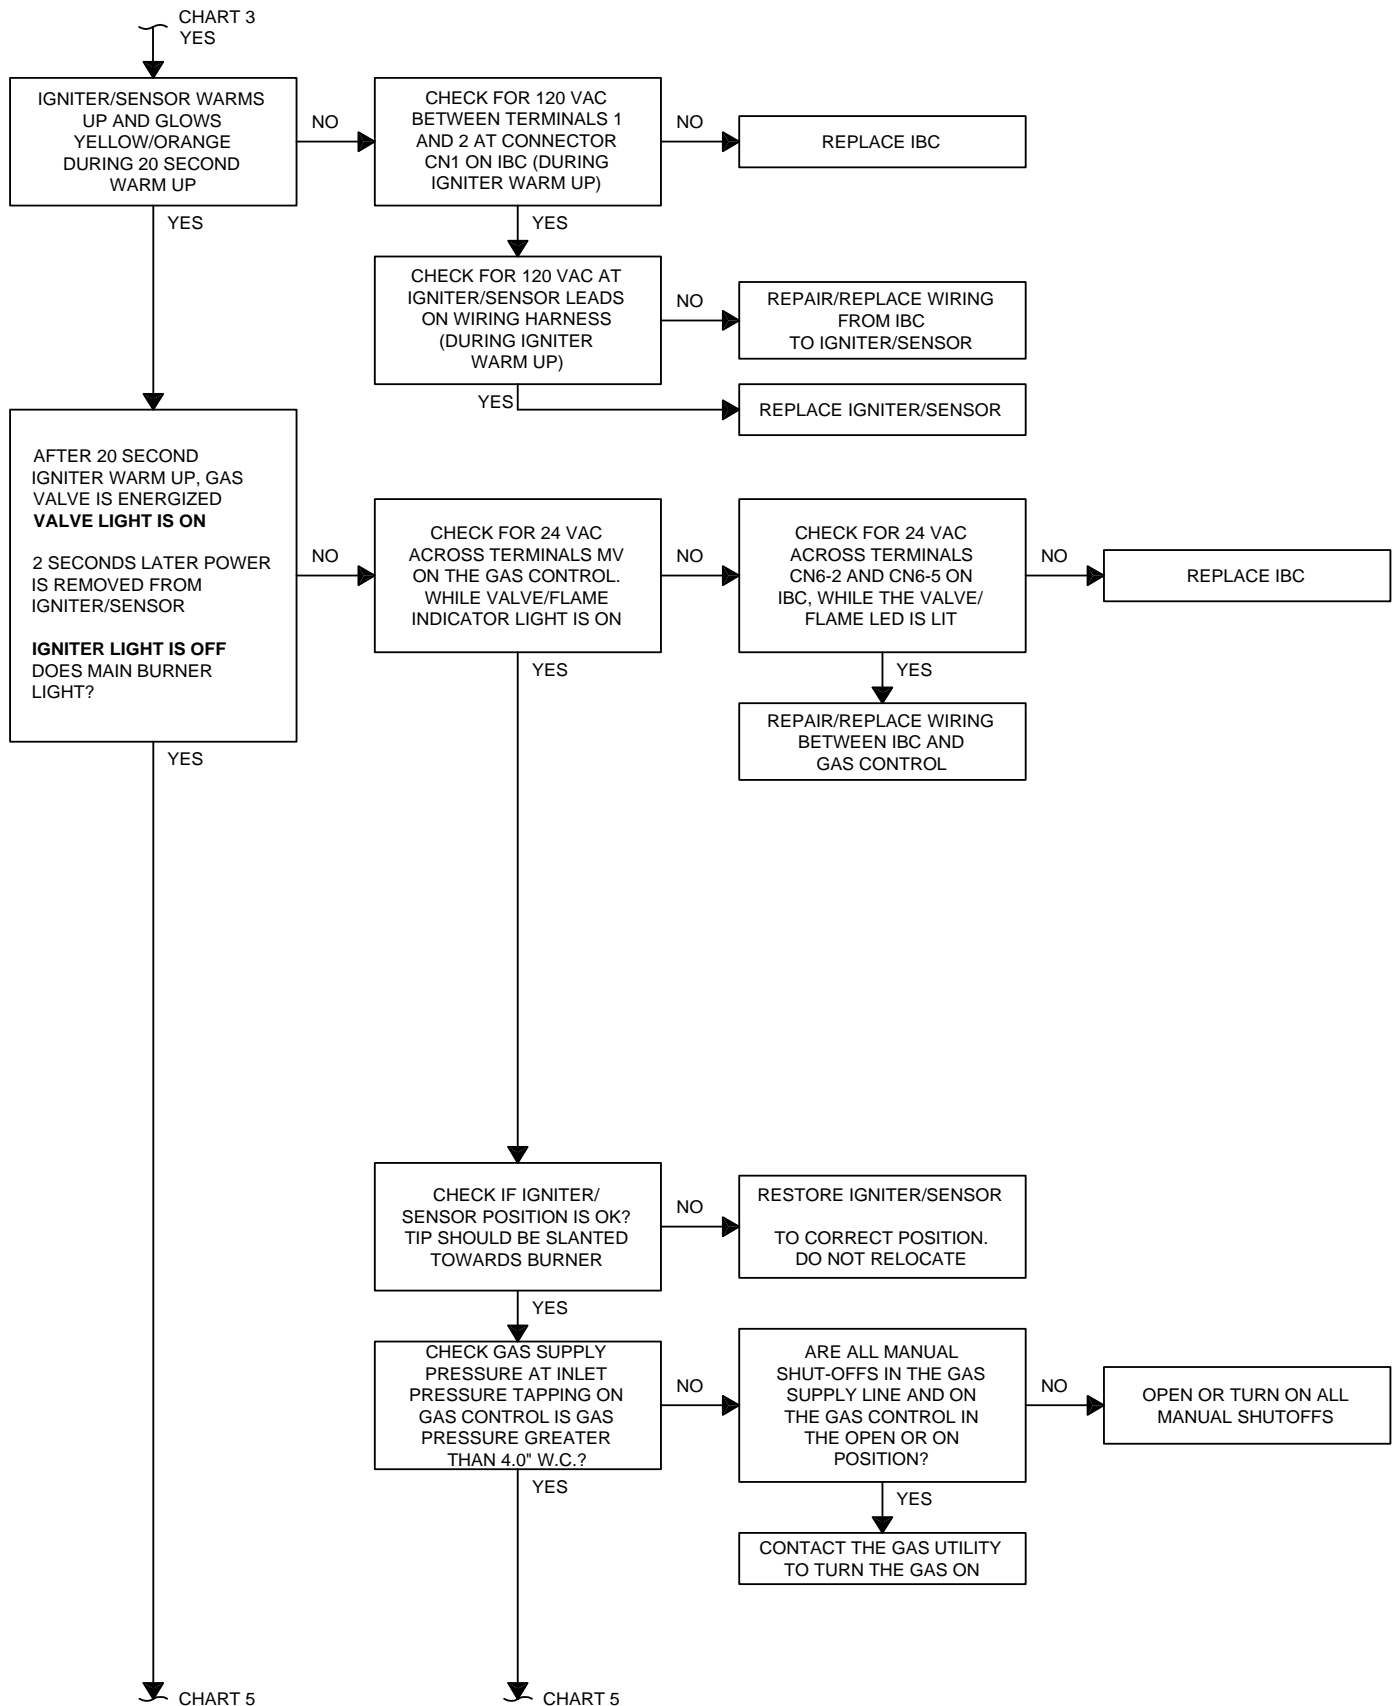 CHART 3
YES
IGNITER/SENSOR WARMS
UP AND GLOWS
YELLOW/ORANGE
DURING 20 SECOND
WARM UP
NO
CHECK FOR 120 VAC
BETWEEN TERMINALS 1
AND 2 AT CONNECTOR
CN1 ON IBC (DURING
IGNITER WARM UP)
NO
REPLACE IBC
YES
YES
CHECK FOR 120 VAC AT
IGNITER/SENSOR LEADS
ON WIRING HARNESS
(DURING IGNITER
WARM UP)
NO
REPAIR/REPLACE WIRING
FROM IBC
TO IGNITER/SENSOR
YES
REPLACE IGNITER/SENSOR
AFTER 20 SECOND
IGNITER WARM UP, GAS
VALVE IS ENERGIZED
VALVE LIGHT IS ON
2 SECONDS LATER POWER
IS REMOVED FROM
IGNITER/SENSOR
IGNITER LIGHT IS OFF
DOES MAIN BURNER
LIGHT?
NO
CHECK FOR 24 VAC
ACROSS TERMINALS MV
ON THE GAS CONTROL.
WHILE VALVE/FLAME
INDICATOR LIGHT IS ON
NO
CHECK FOR 24 VAC
ACROSS TERMINALS
CN6-2 AND CN6-5 ON
IBC, WHILE THE VALVE/
FLAME LED IS LIT
NO
REPLACE IBC
YES
YES
REPAIR/REPLACE WIRING
BETWEEN IBC AND
GAS CONTROL
YES
CHECK IF IGNITER/
SENSOR POSITION IS OK?
TIP SHOULD BE SLANTED
TOWARDS BURNER
NO
RESTORE IGNITER/SENSOR
TO CORRECT POSITION.
DO NOT RELOCATE
YES
CHECK GAS SUPPLY
PRESSURE AT INLET
PRESSURE TAPPING ON
GAS CONTROL IS GAS
PRESSURE GREATER
THAN 4.0" W.C.?
NO
ARE ALL MANUAL
SHUT-OFFS IN THE GAS
SUPPLY LINE AND ON
THE GAS CONTROL IN
THE OPEN OR ON
POSITION?
NO
OPEN OR TURN ON ALL
MANUAL SHUTOFFS
YES
YES
CONTACT THE GAS UTILITY
TO TURN THE GAS ON
CHART 5
CHART 5